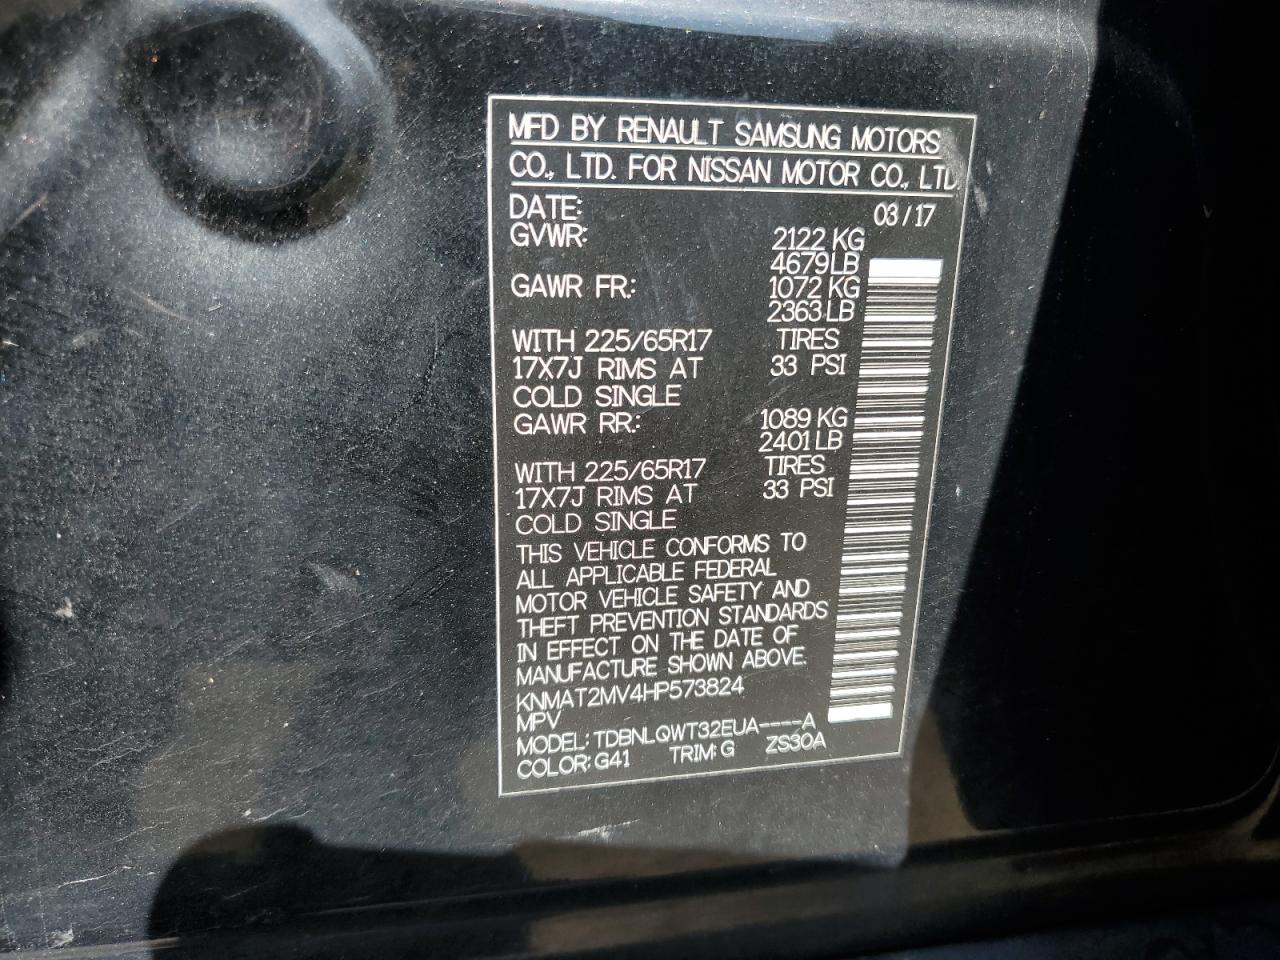 MFD BY RENAULT SAMSUNG MOTORS
CO., LTD. FOR NISSAN MOTOR CO., LTD
DATE: 03/17
GVWR: 2122 KG
4679LB
GAWR FR: 1072 KG
2363LB
WITH 225/65R17 TIRES
17X7J RIMS AT 33 PSI
COLD SINGLE
GAWR RR: 1089 KG
2401LB
WITH 225/65R17 TIRES
17X7J RIMS AT 33 PSI
COLD SINGLE
THIS VEHICLE CONFORMS TO
ALL APPLICABLE FEDERAL
MOTOR VEHICLE SAFETY AND
THEFT PREVENTION STANDARDS
IN EFFECT ON THE DATE OF
MANUFACTURE SHOWN ABOVE.
KNMAT2MV4HP573824
MPV
MODEL: TDBNLQWT32EUA----A
COLOR: G41 TRIM: G ZS30A